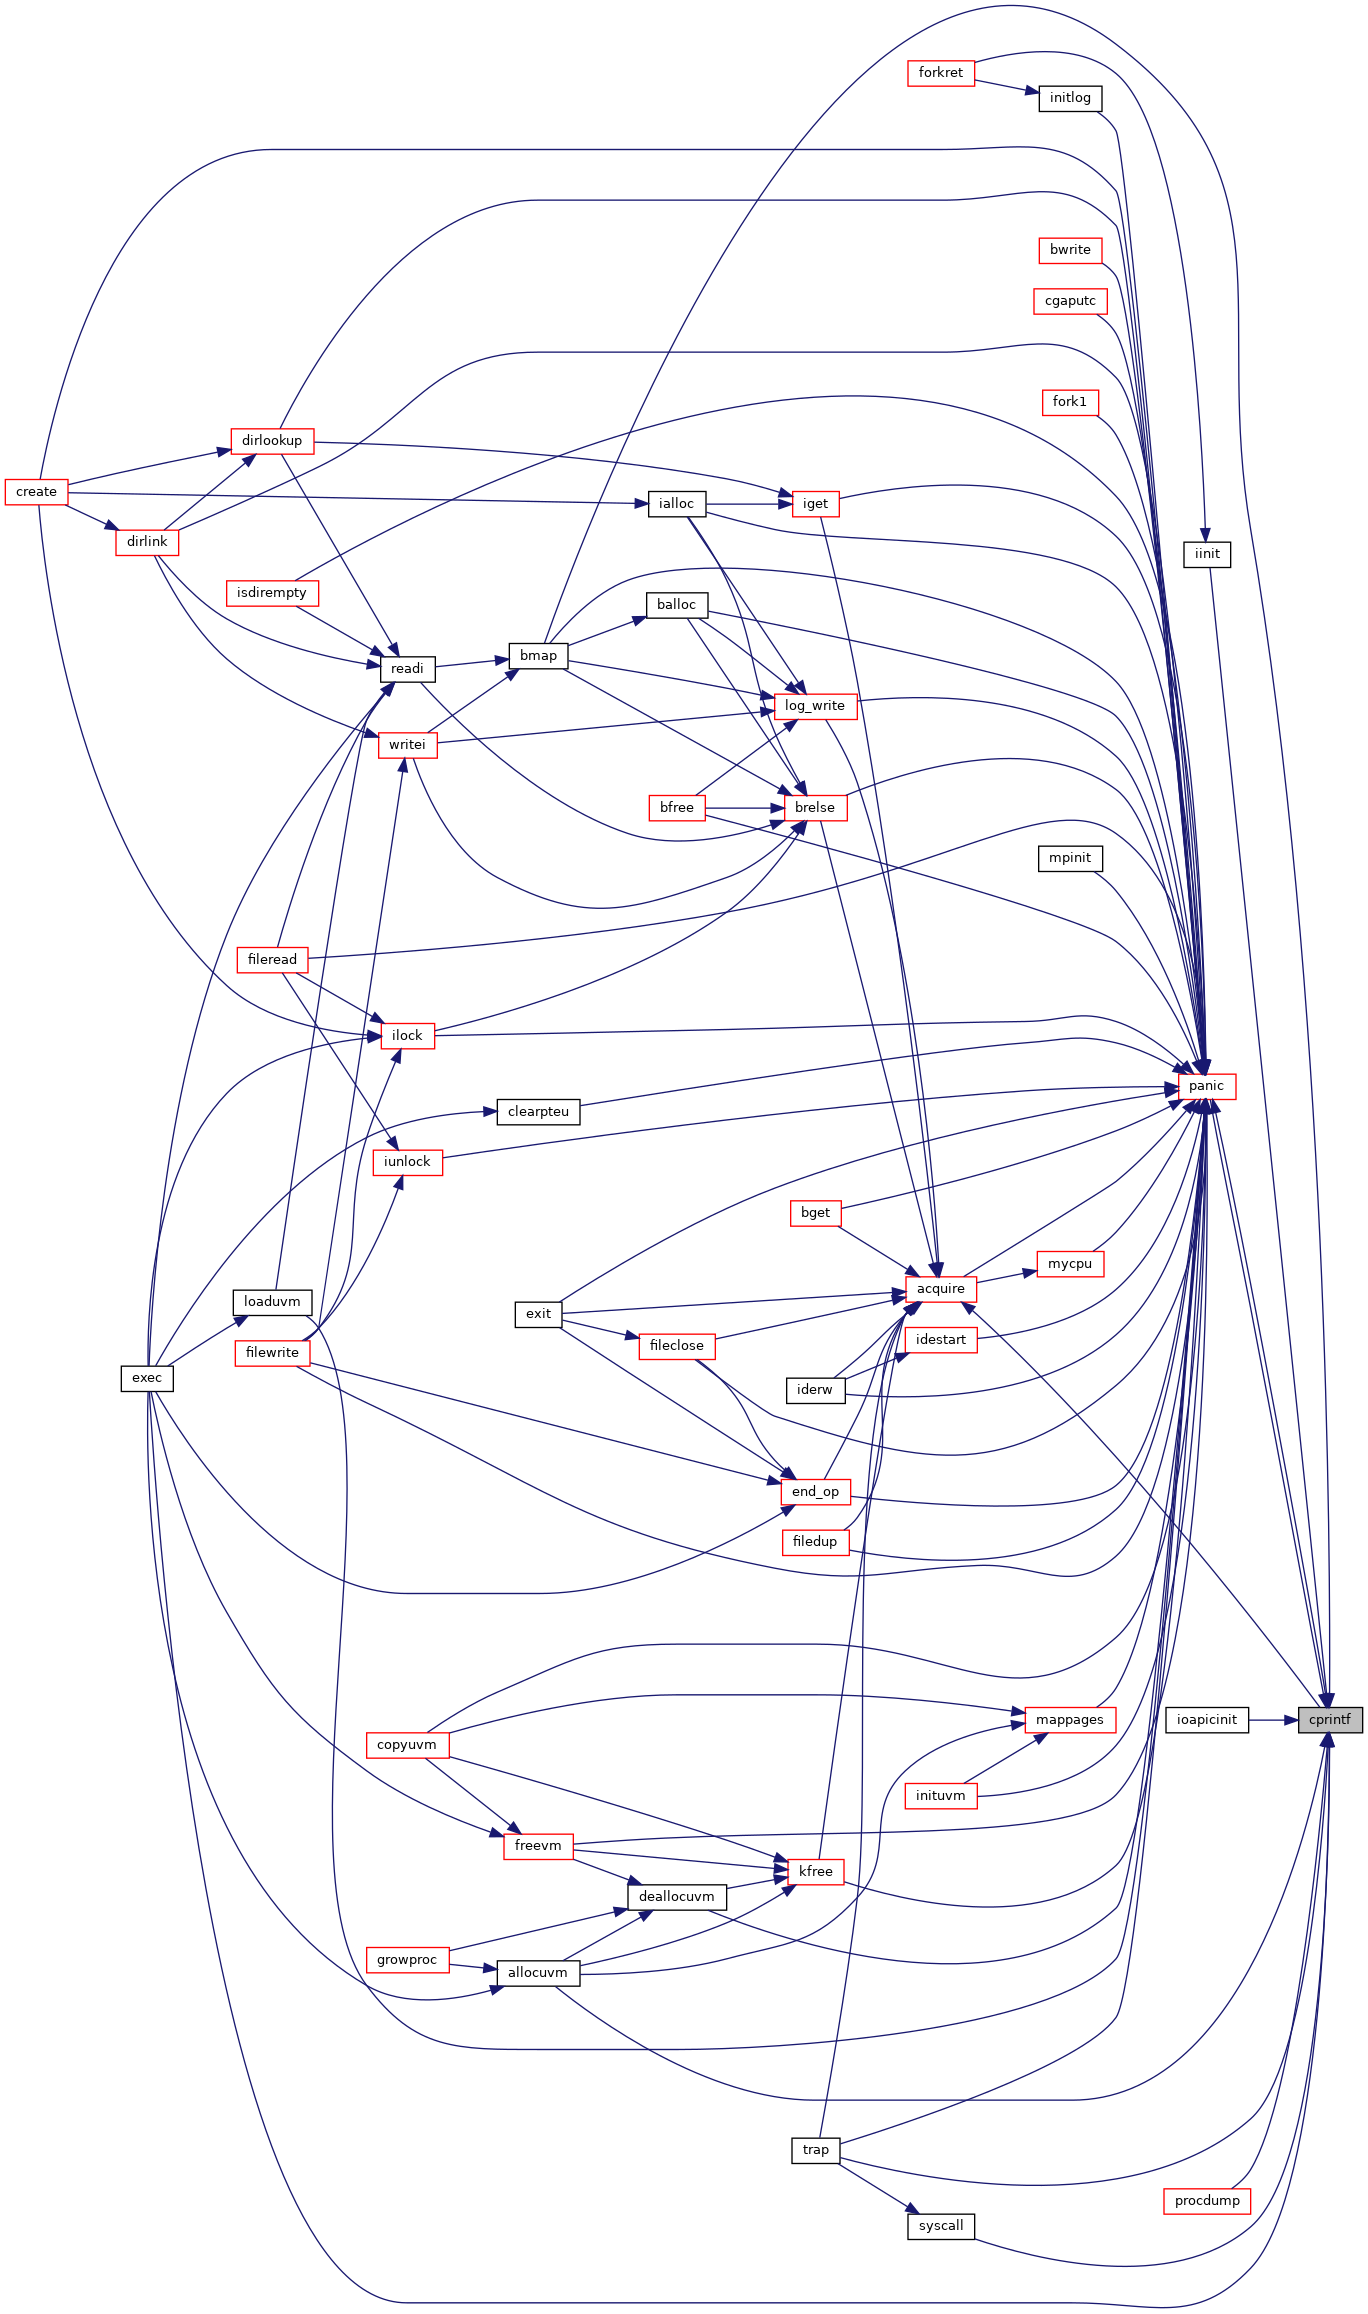 forkret
initlog
bwrite
cgaputc
fork1
dirlookup
create
ialloc
iget
dirlink
iinit
isdirempty
balloc
bmap
readi
log_write
writei
bfree
brelse
mpinit
fileread
ilock
panic
clearpteu
iunlock
bget
mycpu
acquire
loaduvm
exit
idestart
fileclose
filewrite
exec
iderw
end_op
filedup
mappages
ioapicinit
cprintf
copyuvm
inituvm
freevm
kfree
deallocuvm
growproc
allocuvm
trap
procdump
syscall